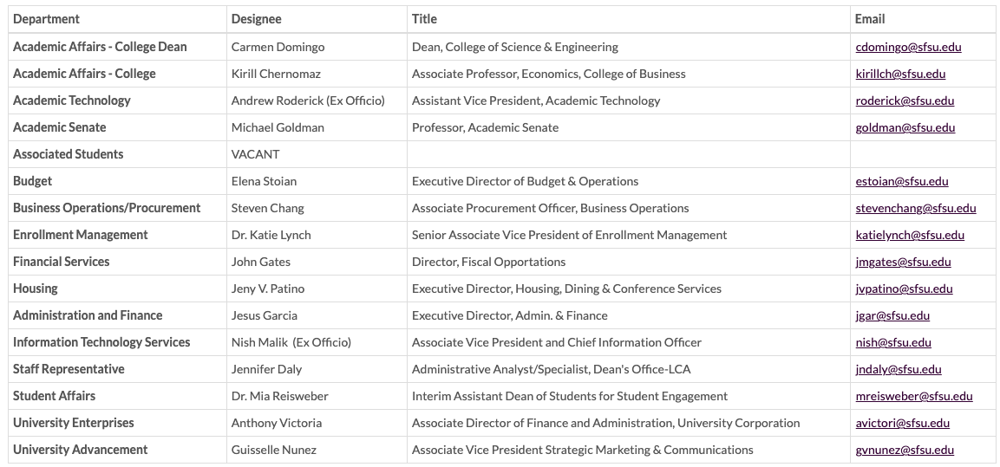 Department Designee Title Email
Academic Affairs - College Dean Carmen Domingo Dean, College of Science & Engineering cdomingo@sfsu.edu
Academic Affairs - College Kirill Chernomaz Associate Professor, Economics, College of Business kirillch@sfsu.edu
Academic Technology Andrew Roderick (Ex Officio) Assistant Vice President, Academic Technology roderick@sfsu.edu
Academic Senate Michael Goldman Professor, Academic Senate goldman@sfsu.edu
Associated Students VACANT
Budget Elena Stoian Executive Director of Budget & Operations estoian@sfsu.edu
Business Operations/Procurement Steven Chang Associate Procurement Officer, Business Operations stevenchang@sfsu.edu
Enrollment Management Dr. Katie Lynch Senior Associate Vice President of Enrollment Management katielynch@sfsu.edu
Financial Services John Gates Director, Fiscal Opportations jmgates@sfsu.edu
Housing Jeny V. Patino Executive Director, Housing, Dining & Conference Services jvpatino@sfsu.edu
Administration and Finance Jesus Garcia Executive Director, Admin. & Finance jgar@sfsu.edu
Information Technology Services Nish Malik (Ex Officio) Associate Vice President and Chief Information Officer nish@sfsu.edu
Staff Representative Jennifer Daly Administrative Analyst/Specialist, Dean's Office-LCA jndaly@sfsu.edu
Student Affairs Dr. Mia Reisweber Interim Assistant Dean of Students for Student Engagement mreisweber@sfsu.edu
University Enterprises Anthony Victoria Associate Director of Finance and Administration, University Corporation avictori@sfsu.edu
University Advancement Guisselle Nunez Associate Vice President Strategic Marketing & Communications gvnunez@sfsu.edu